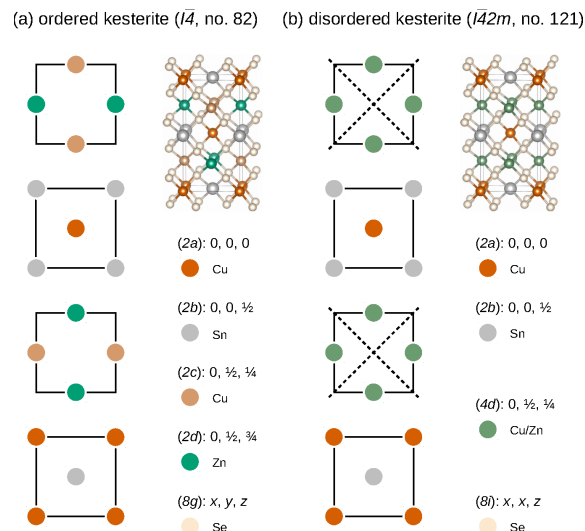 (a) ordered kesterite (I4̅, no. 82)
(b) disordered kesterite (I4̅2m, no. 121)
(2a): 0, 0, 0
Cu
(2b): 0, 0, ½
Sn
(2c): 0, ½, ¼
Cu
(2d): 0, ½, ¾
Zn
(8g): x, y, z
Se
(2a): 0, 0, 0
Cu
(2b): 0, 0, ½
Sn
(4d): 0, ½, ¼
Cu/Zn
(8i): x, x, z
Se